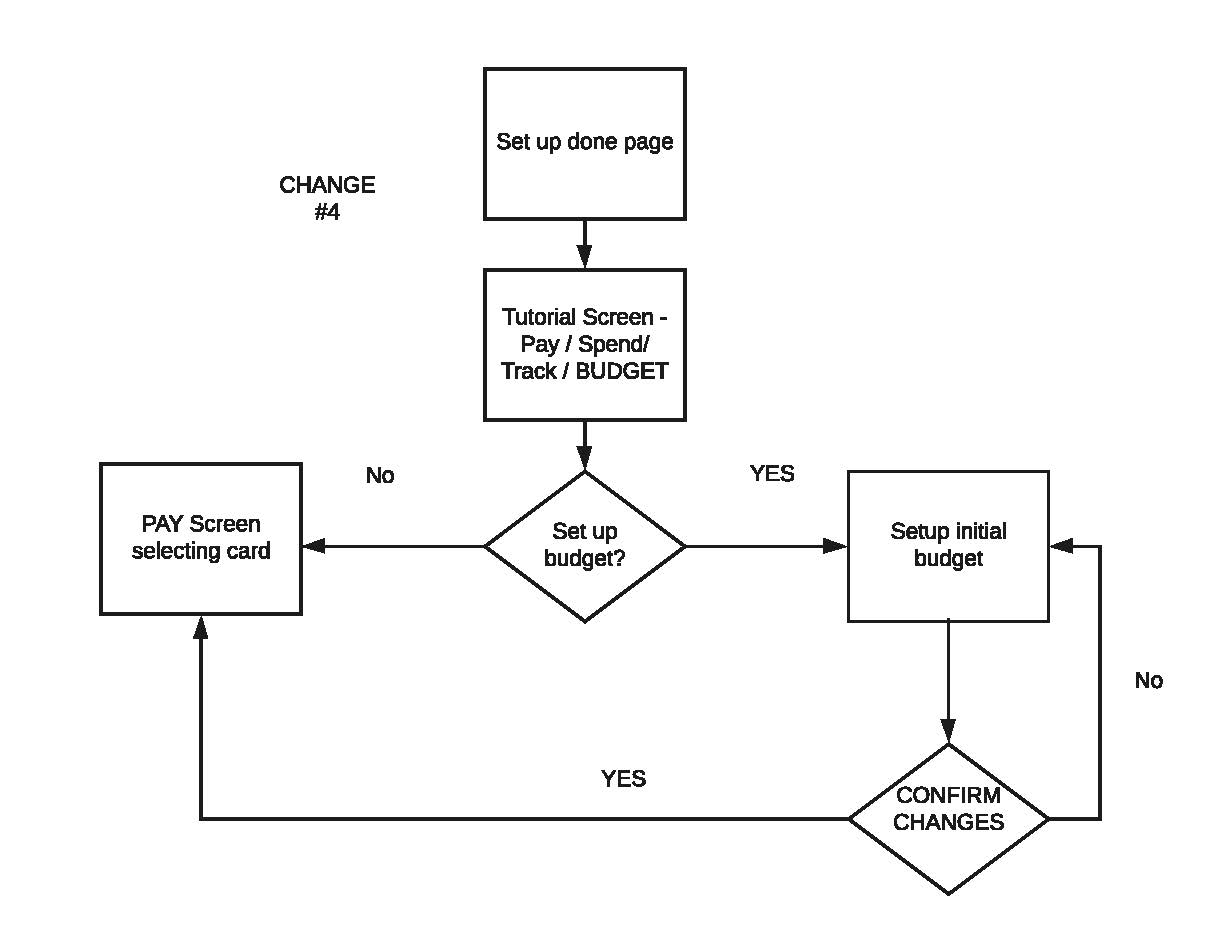 Set up done page
CHANGE
#4
Tutorial Screen -
Pay / Spend/
Track / BUDGET
No
YES
PAY Screen
selecting card
Set up
budget?
Setup initial
budget
No
YES
CONFIRM
CHANGES